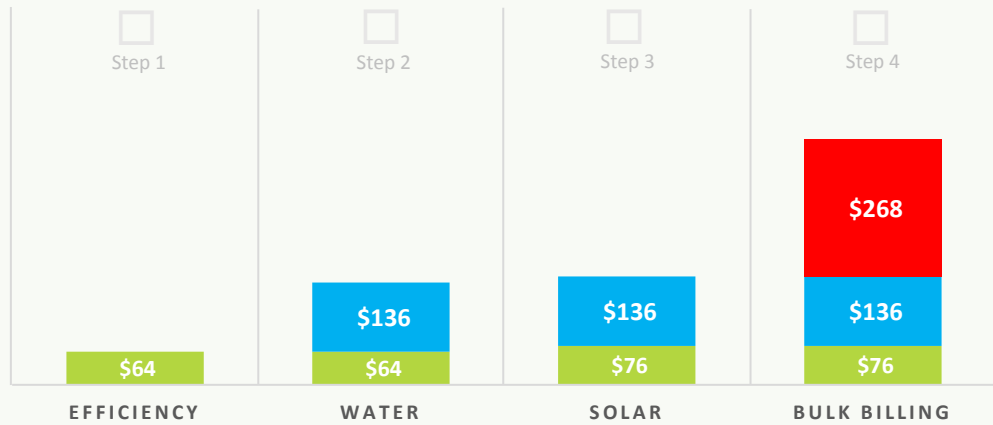 Step 1
Step 2
Step 3
Step 4
$268
$136
$136
$136
$64
$64
$76
$76
EFFICIENCY
WATER
SOLAR
BULK BILLING